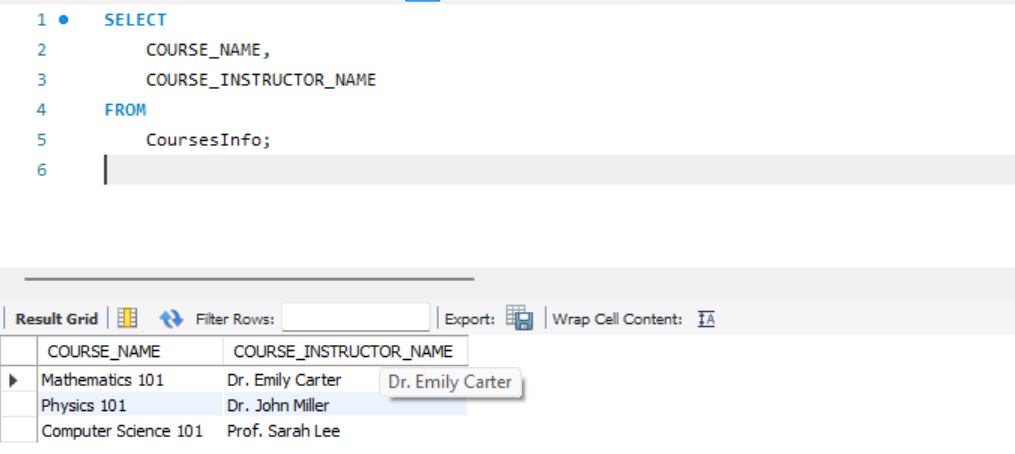 1 SELECT
2 COURSE_NAME,
3 COURSE_INSTRUCTOR_NAME
4 FROM
5 CoursesInfo;
6
Result Grid Filter Rows: Export: Wrap Cell Content: IA
COURSE_NAME COURSE_INSTRUCTOR_NAME
Mathematics 101 Dr. Emily Carter Dr. Emily Carter
Physics 101 Dr. John Miller
Computer Science 101 Prof. Sarah Lee